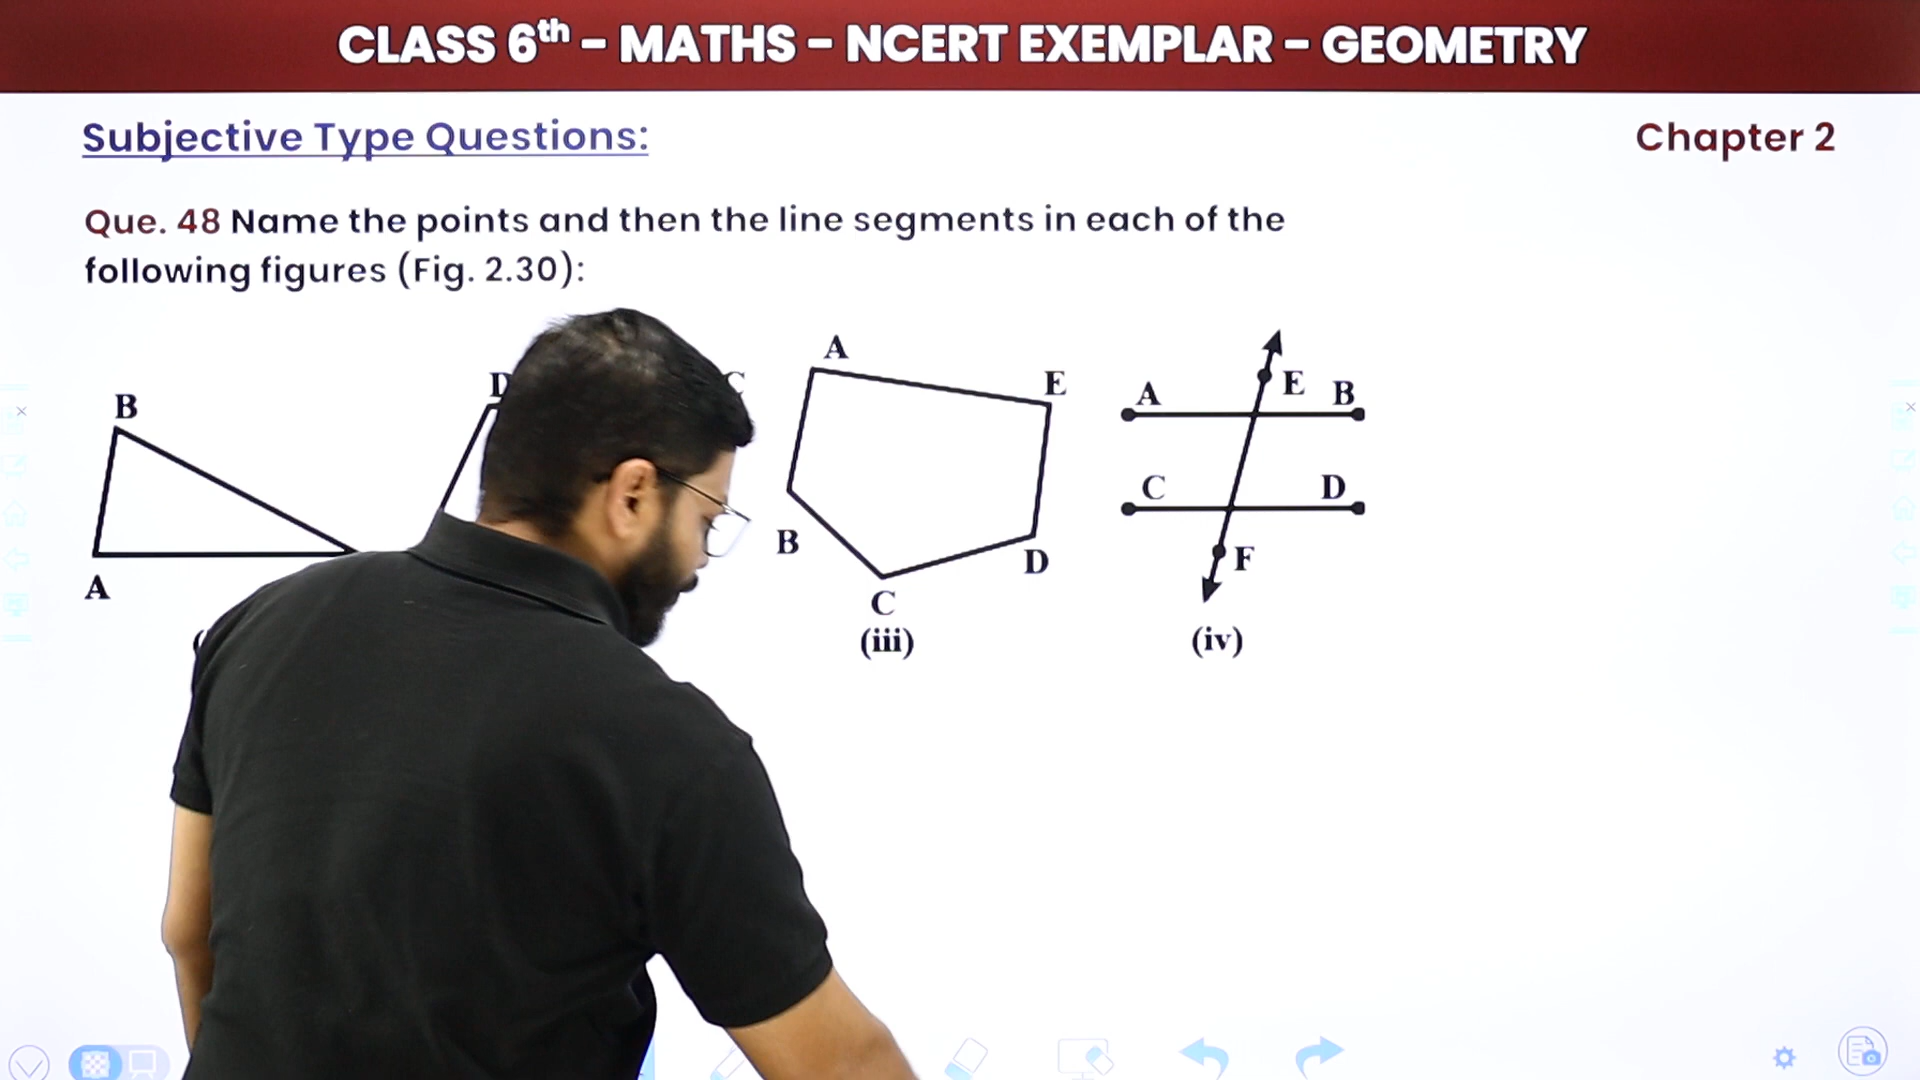 CLASS 6th – MATHS – NCERT EXEMPLAR – GEOMETRY
Subjective Type Questions:
Chapter 2
Que. 48 Name the points and then the line segments in each of the
following figures (Fig. 2.30):
B
A
D
C
A
E
B
D
C
(iii)
A
E
B
C
D
F
(iv)